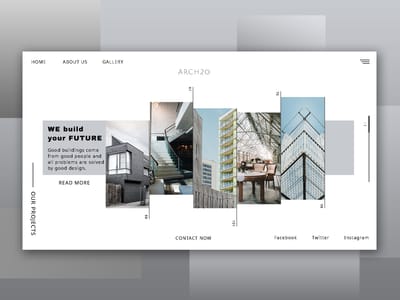 HOME ABOUT US GALLERY
ARCH2O
WE build
your FUTURE
Good buildings come
from good people and
all problems are solved
by good design.
READ MORE
OUR PROJECTS
CONTACT NOW
Facebook Twitter Instagram